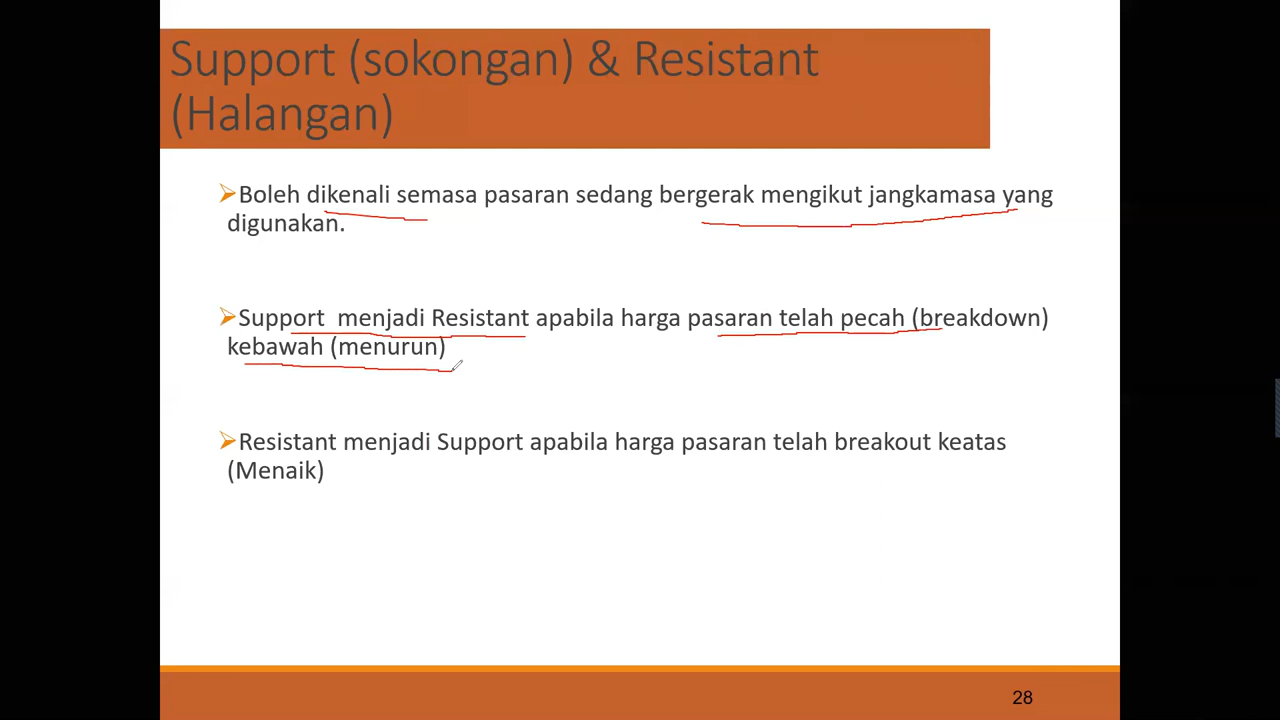 Support (sokongan) & Resistant
(Halangan)
➢Boleh dikenali semasa pasaran sedang bergerak mengikut jangkamasa yang
digunakan.
➢Support menjadi Resistant apabila harga pasaran telah pecah (breakdown)
kebawah (menurun)
➢Resistant menjadi Support apabila harga pasaran telah breakout keatas
(Menaik)
28